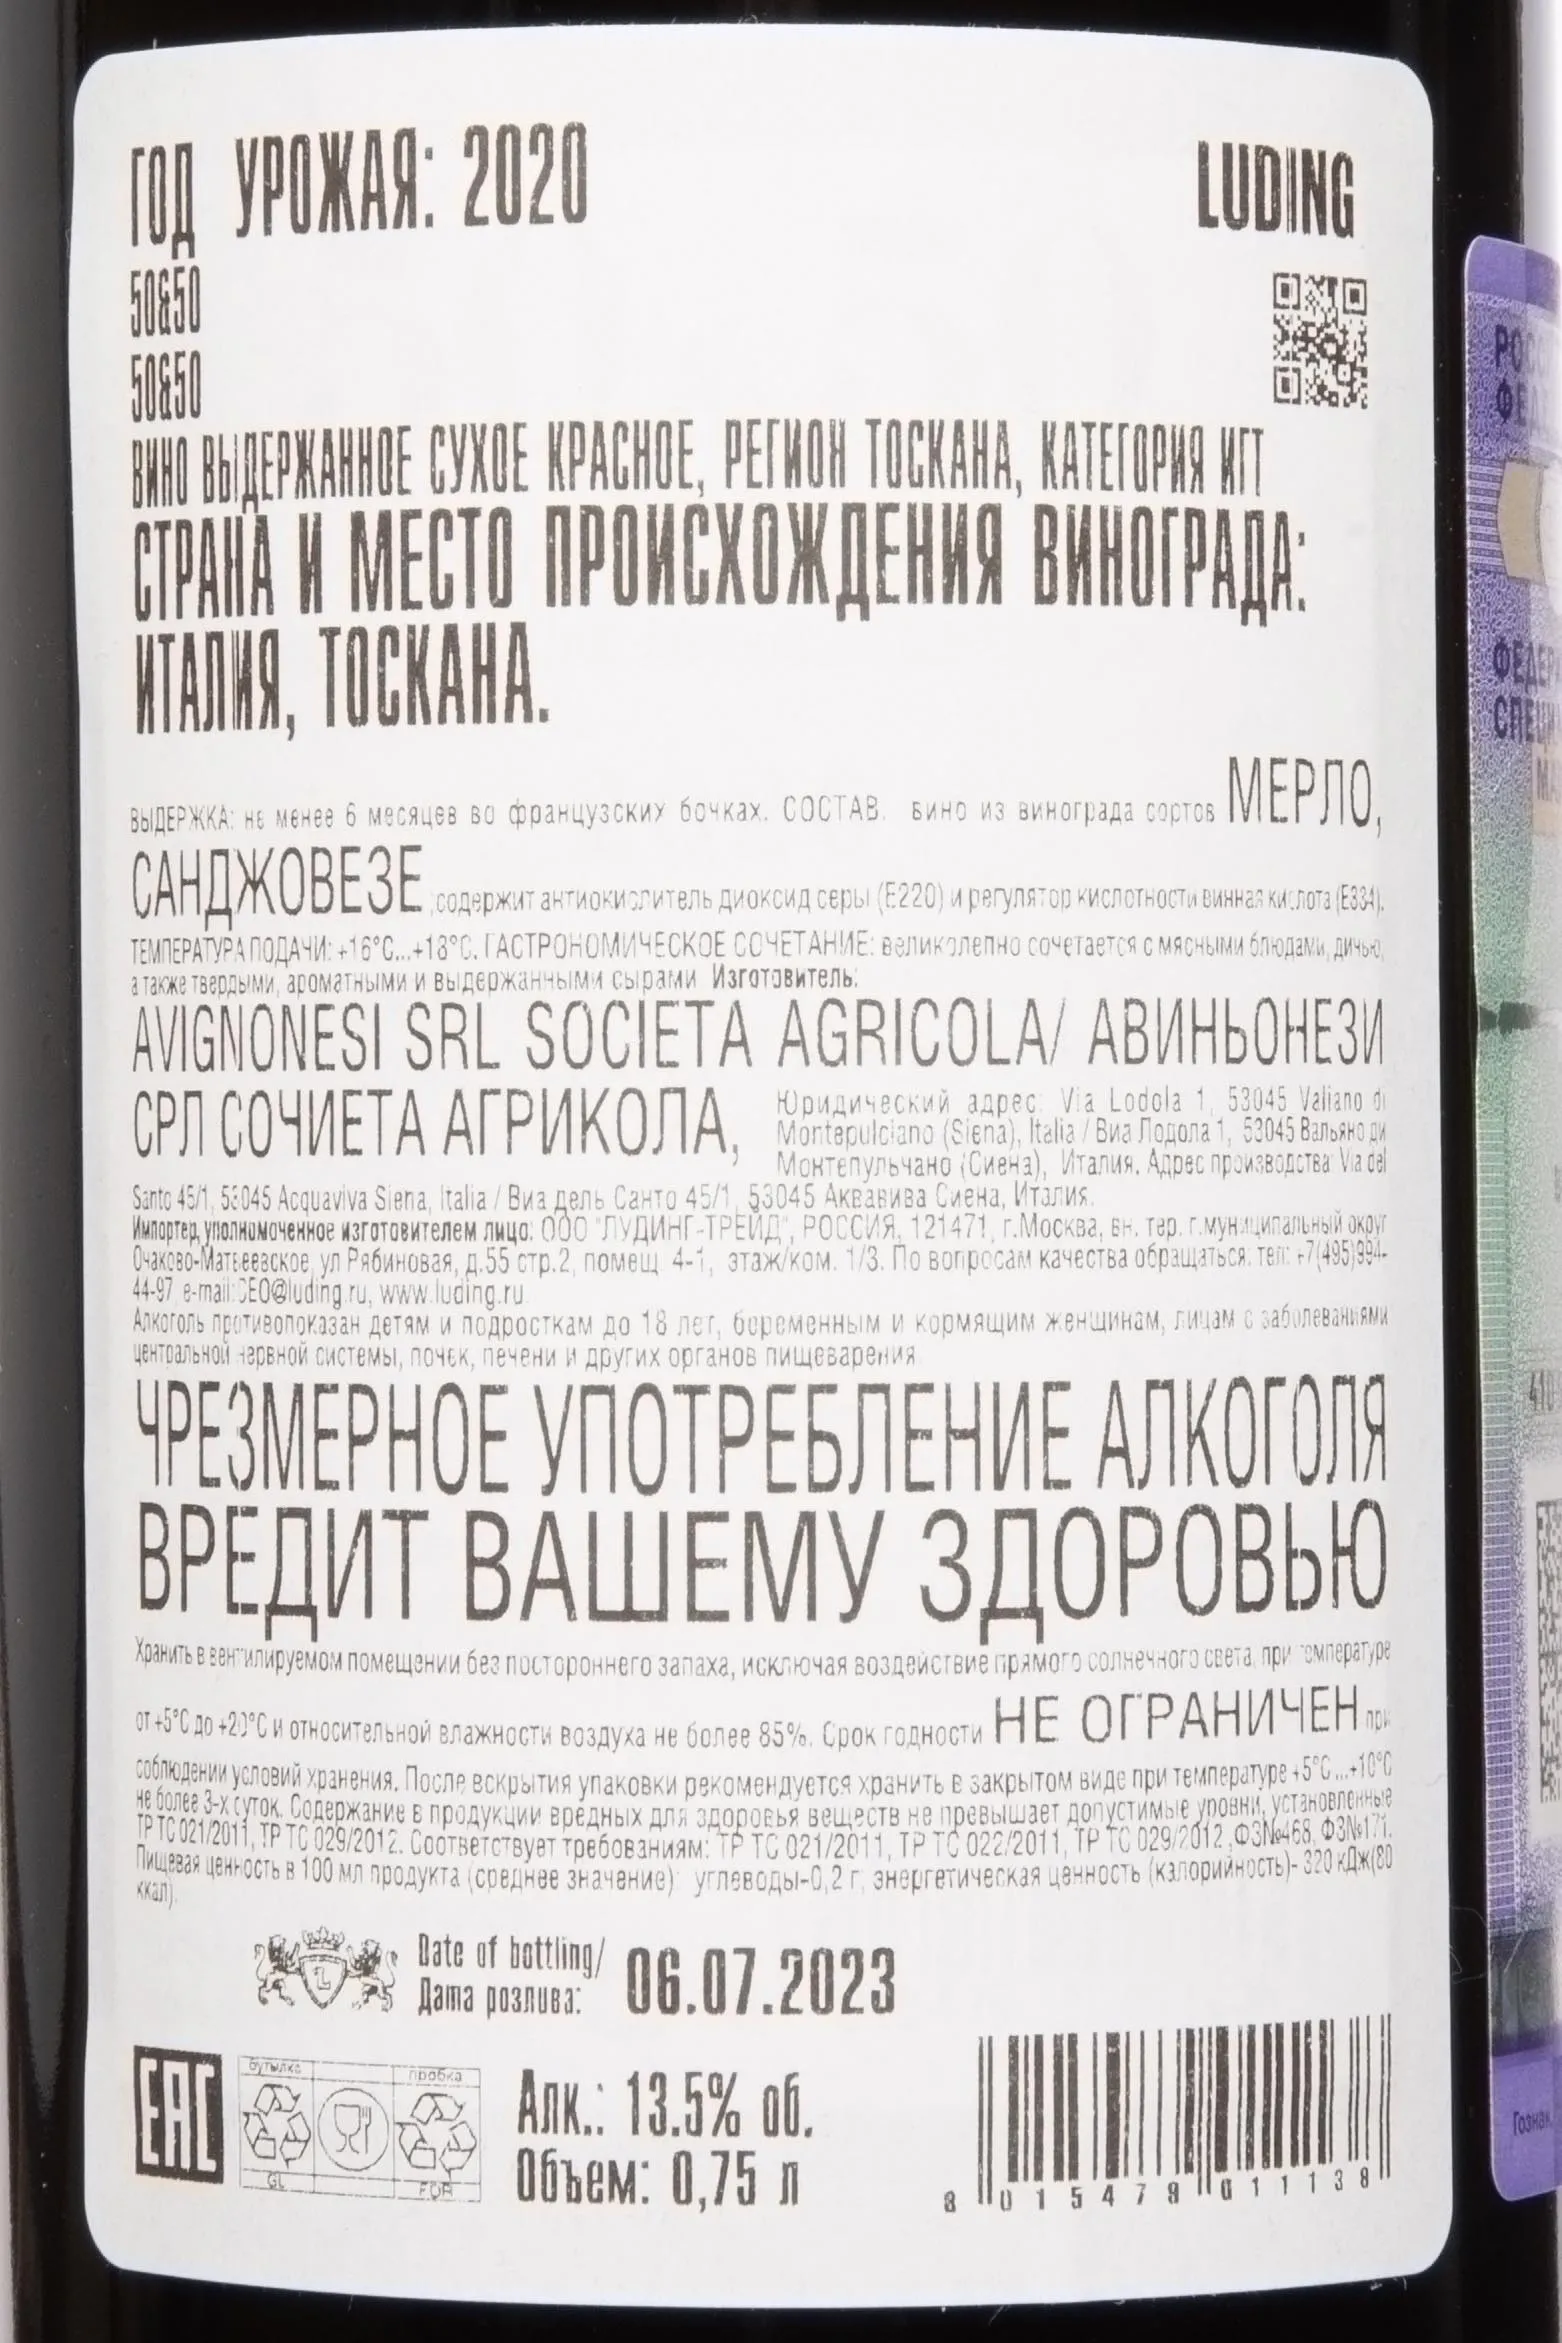 ГОД УРОЖАЯ: 2020
LUDING
50&50
50&50
ВИНО ВЫДЕРЖАННОЕ СУХОЕ КРАСНОЕ, РЕГИОН ТОСКАНА, КАТЕГОРИЯ ИГТ
СТРАНА И МЕСТО ПРОИСХОЖДЕНИЯ ВИНОГРАДА:
ИТАЛИЯ, ТОСКАНА.
ВЫДЕРЖКА: не менее 6 месяцев во французских бочках. СОСТАВ. вино из винограда сортов МЕРЛО,
САНДЖОВЕЗЕ, содержит антиокислитель диоксид серы (Е220) и регулятор кислотности винная кислота (Е334).
ТЕМПЕРАТУРА ПОДАЧИ: +16°С...+18°С. ГАСТРОНОМИЧЕСКОЕ СОЧЕТАНИЕ: великолепно сочетается с мясными блюдами, дичью,
а также твердыми, ароматными и выдержанными сырами Изготовитель:
AVIGNONESI SRL SOCIETA AGRICOLA/ АВИНЬОНЕЗИ
СРЛ СОЧИЕТА АГРИКОЛА, Юридический адрес: Via Lodola 1, 53045 Valiano di
Montepulciano (Siena), Italia / Виа Лодола 1, 53045 Вальяно ди
Монтепульчано (Сиена), Италия. Адрес производства: Via del
Santo 45/1, 53045 Acquaviva Siena, Italia / Виа дель Санто 45/1, 53045 Аквавива Сиена, Италия.
Импортер, уполномоченное изготовителем лицо: ООО "ЛУДИНГ-ТРЕЙД", РОССИЯ, 121471, г.Москва, вн. тер. г.муниципальный округ
Очаково-Матвеевское, ул Рябиновая, д.55 стр.2, помещ 4-1, этаж/ком. 1/3. По вопросам качества обращаться: тел: +7(495)994-
44-97, e-mail:CEO@luding.ru, www.luding.ru
Алкоголь противопоказан детям и подросткам до 18 лет, беременным и кормящим женщинам, лицам с заболеваниями
центральной нервной системы, почек, печени и других органов пищеварения
ЧРЕЗМЕРНОЕ УПОТРЕБЛЕНИЕ АЛКОГОЛЯ
ВРЕДИТ ВАШЕМУ ЗДОРОВЬЮ
Хранить в вентилируемом помещении без постороннего запаха, исключая воздействие прямого солнечного света, при температуре
от +5°С до +20°С и относительной влажности воздуха не более 85%. Срок годности НЕ ОГРАНИЧЕН при
соблюдении условий хранения. После вскрытия упаковки рекомендуется хранить в закрытом виде при температуре +5°С...+10°С
не более 3-х суток. Содержание в продукции вредных для здоровья веществ не превышает допустимые уровни, установленные
ТР ТС 021/2011, ТР ТС 029/2012. Соответствует требованиям: ТР ТС 021/2011, ТР ТС 022/2011, ТР ТС 029/2012 ,ФЗ№468, ФЗ№171.
Пищевая ценность в 100 мл продукта (среднее значение): углеводы-0,2 г, энергетическая ценность (калорийность)- 320 кДж(80
ккал).
Date of bottling/
Дата розлива: 06.07.2023
EAC
бутылка
пробка
GL
FOR
Алк.: 13.5% об.
Объем: 0,75 л
8 015479 011138
Гознак